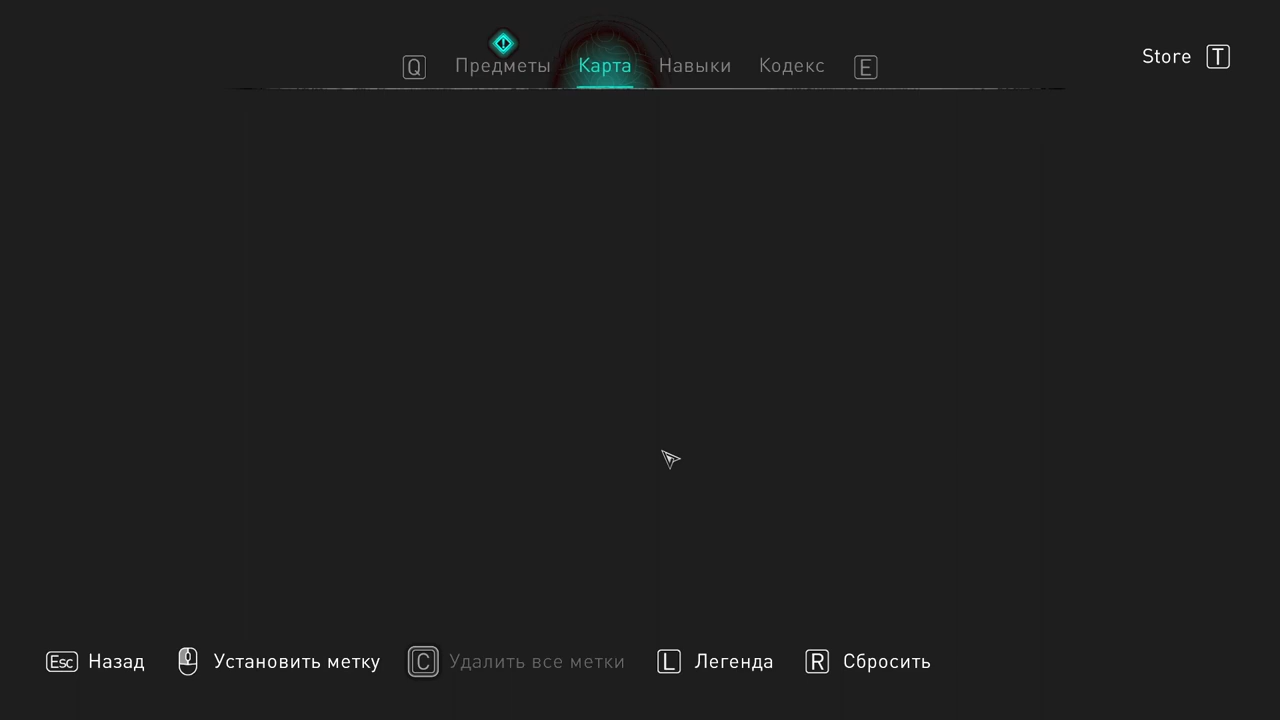 Q Предметы Карта Навыки Кодекс E
Store T
Esc Назад Установить метку C Удалить все метки L Легенда R Сбросить